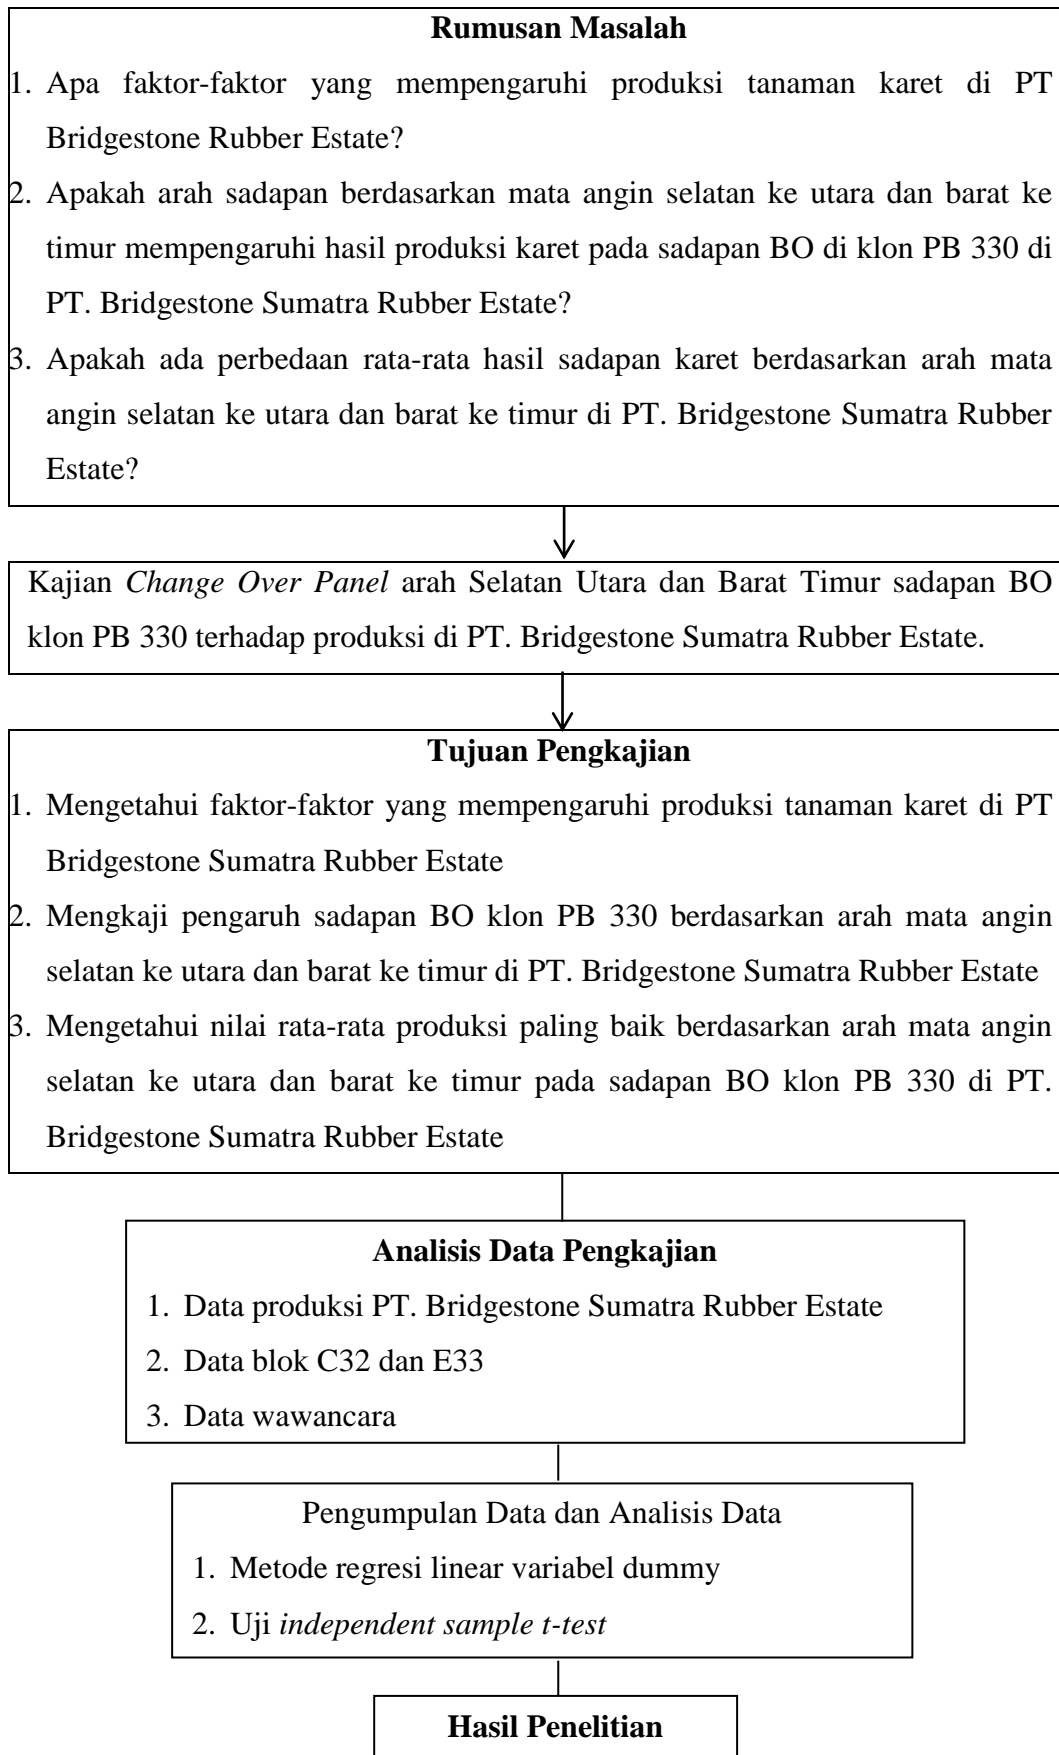 Rumusan Masalah
1. Apa faktor-faktor yang mempengaruhi produksi tanaman karet di PT
Bridgestone Rubber Estate?
2. Apakah arah sadapan berdasarkan mata angin selatan ke utara dan barat ke
timur mempengaruhi hasil produksi karet pada sadapan BO di klon PB 330 di
PT. Bridgestone Sumatra Rubber Estate?
3. Apakah ada perbedaan rata-rata hasil sadapan karet berdasarkan arah mata
angin selatan ke utara dan barat ke timur di PT. Bridgestone Sumatra Rubber
Estate?
Kajian Change Over Panel arah Selatan Utara dan Barat Timur sadapan BO
klon PB 330 terhadap produksi di PT. Bridgestone Sumatra Rubber Estate.
Tujuan Pengkajian
1. Mengetahui faktor-faktor yang mempengaruhi produksi tanaman karet di PT
Bridgestone Sumatra Rubber Estate
2. Mengkaji pengaruh sadapan BO klon PB 330 berdasarkan arah mata angin
selatan ke utara dan barat ke timur di PT. Bridgestone Sumatra Rubber Estate
3. Mengetahui nilai rata-rata produksi paling baik berdasarkan arah mata angin
selatan ke utara dan barat ke timur pada sadapan BO klon PB 330 di PT.
Bridgestone Sumatra Rubber Estate
Analisis Data Pengkajian
1. Data produksi PT. Bridgestone Sumatra Rubber Estate
2. Data blok C32 dan E33
3. Data wawancara
Pengumpulan Data dan Analisis Data
1. Metode regresi linear variabel dummy
2. Uji independent sample t-test
Hasil Penelitian